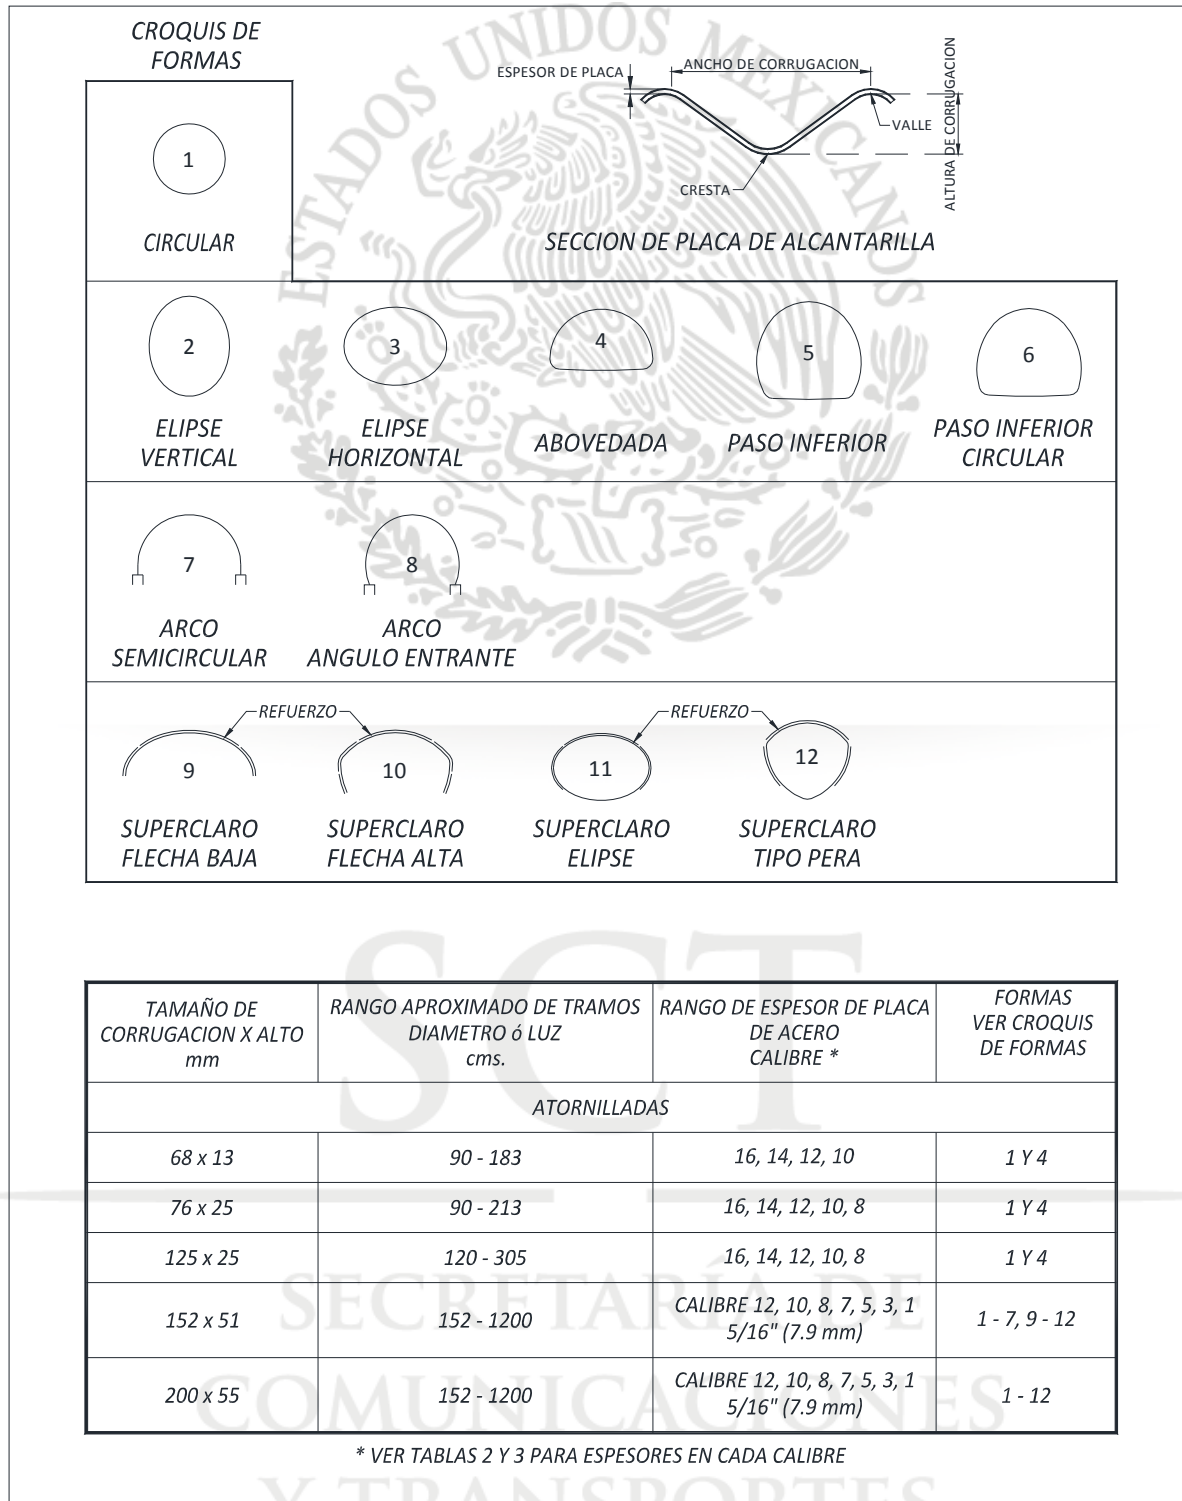 CROQUIS DE
FORMAS
ESPESOR DE PLACA
ANCHO DE CORRUGACION
ALTURA DE CORRUGACION
VALLE
CRESTA
SECCION DE PLACA DE ALCANTARILLA
1
CIRCULAR
2
3
4
5
6
ELIPSE
VERTICAL
ELIPSE
HORIZONTAL
ABOVEDADA
PASO INFERIOR
PASO INFERIOR
CIRCULAR
7
8
ARCO
SEMICIRCULAR
ARCO
ANGULO ENTRANTE
REFUERZO
REFUERZO
9
10
11
12
SUPERCLARO
FLECHA BAJA
SUPERCLARO
FLECHA ALTA
SUPERCLARO
ELIPSE
SUPERCLARO
TIPO PERA
TAMAÑO DE
CORRUGACION X ALTO
mm
RANGO APROXIMADO DE TRAMOS
DIAMETRO ó LUZ
cms.
RANGO DE ESPESOR DE PLACA
DE ACERO
CALIBRE *
FORMAS
VER CROQUIS
DE FORMAS
ATORNILLADAS
68 x 13 90 - 183 16, 14, 12, 10 1 Y 4
76 x 25 90 - 213 16, 14, 12, 10, 8 1 Y 4
125 x 25 120 - 305 16, 14, 12, 10, 8 1 Y 4
152 x 51 152 - 1200 CALIBRE 12, 10, 8, 7, 5, 3, 1
5/16" (7.9 mm) 1 - 7, 9 - 12
200 x 55 152 - 1200 CALIBRE 12, 10, 8, 7, 5, 3, 1
5/16" (7.9 mm) 1 - 12
* VER TABLAS 2 Y 3 PARA ESPESORES EN CADA CALIBRE
ESTADOS UNIDOS MEXICANOS
SCT
SECRETARÍA DE
COMUNICACIONES
Y TRANSPORTES